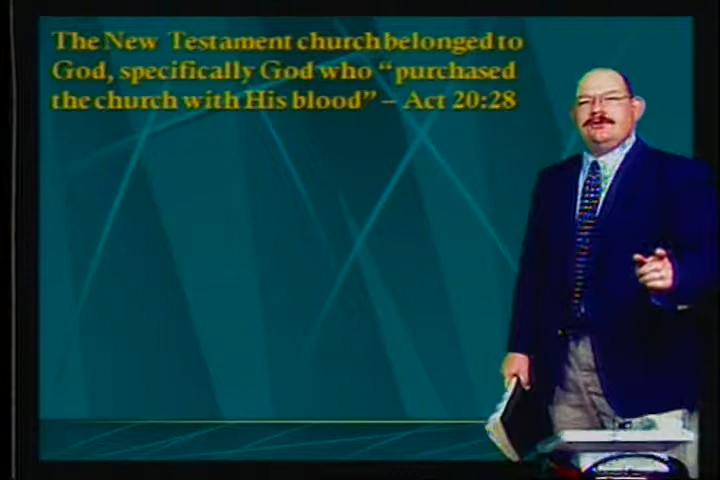 The New Testament church belonged to
God, specifically God who "purchased
the church with His blood" – Act 20:28